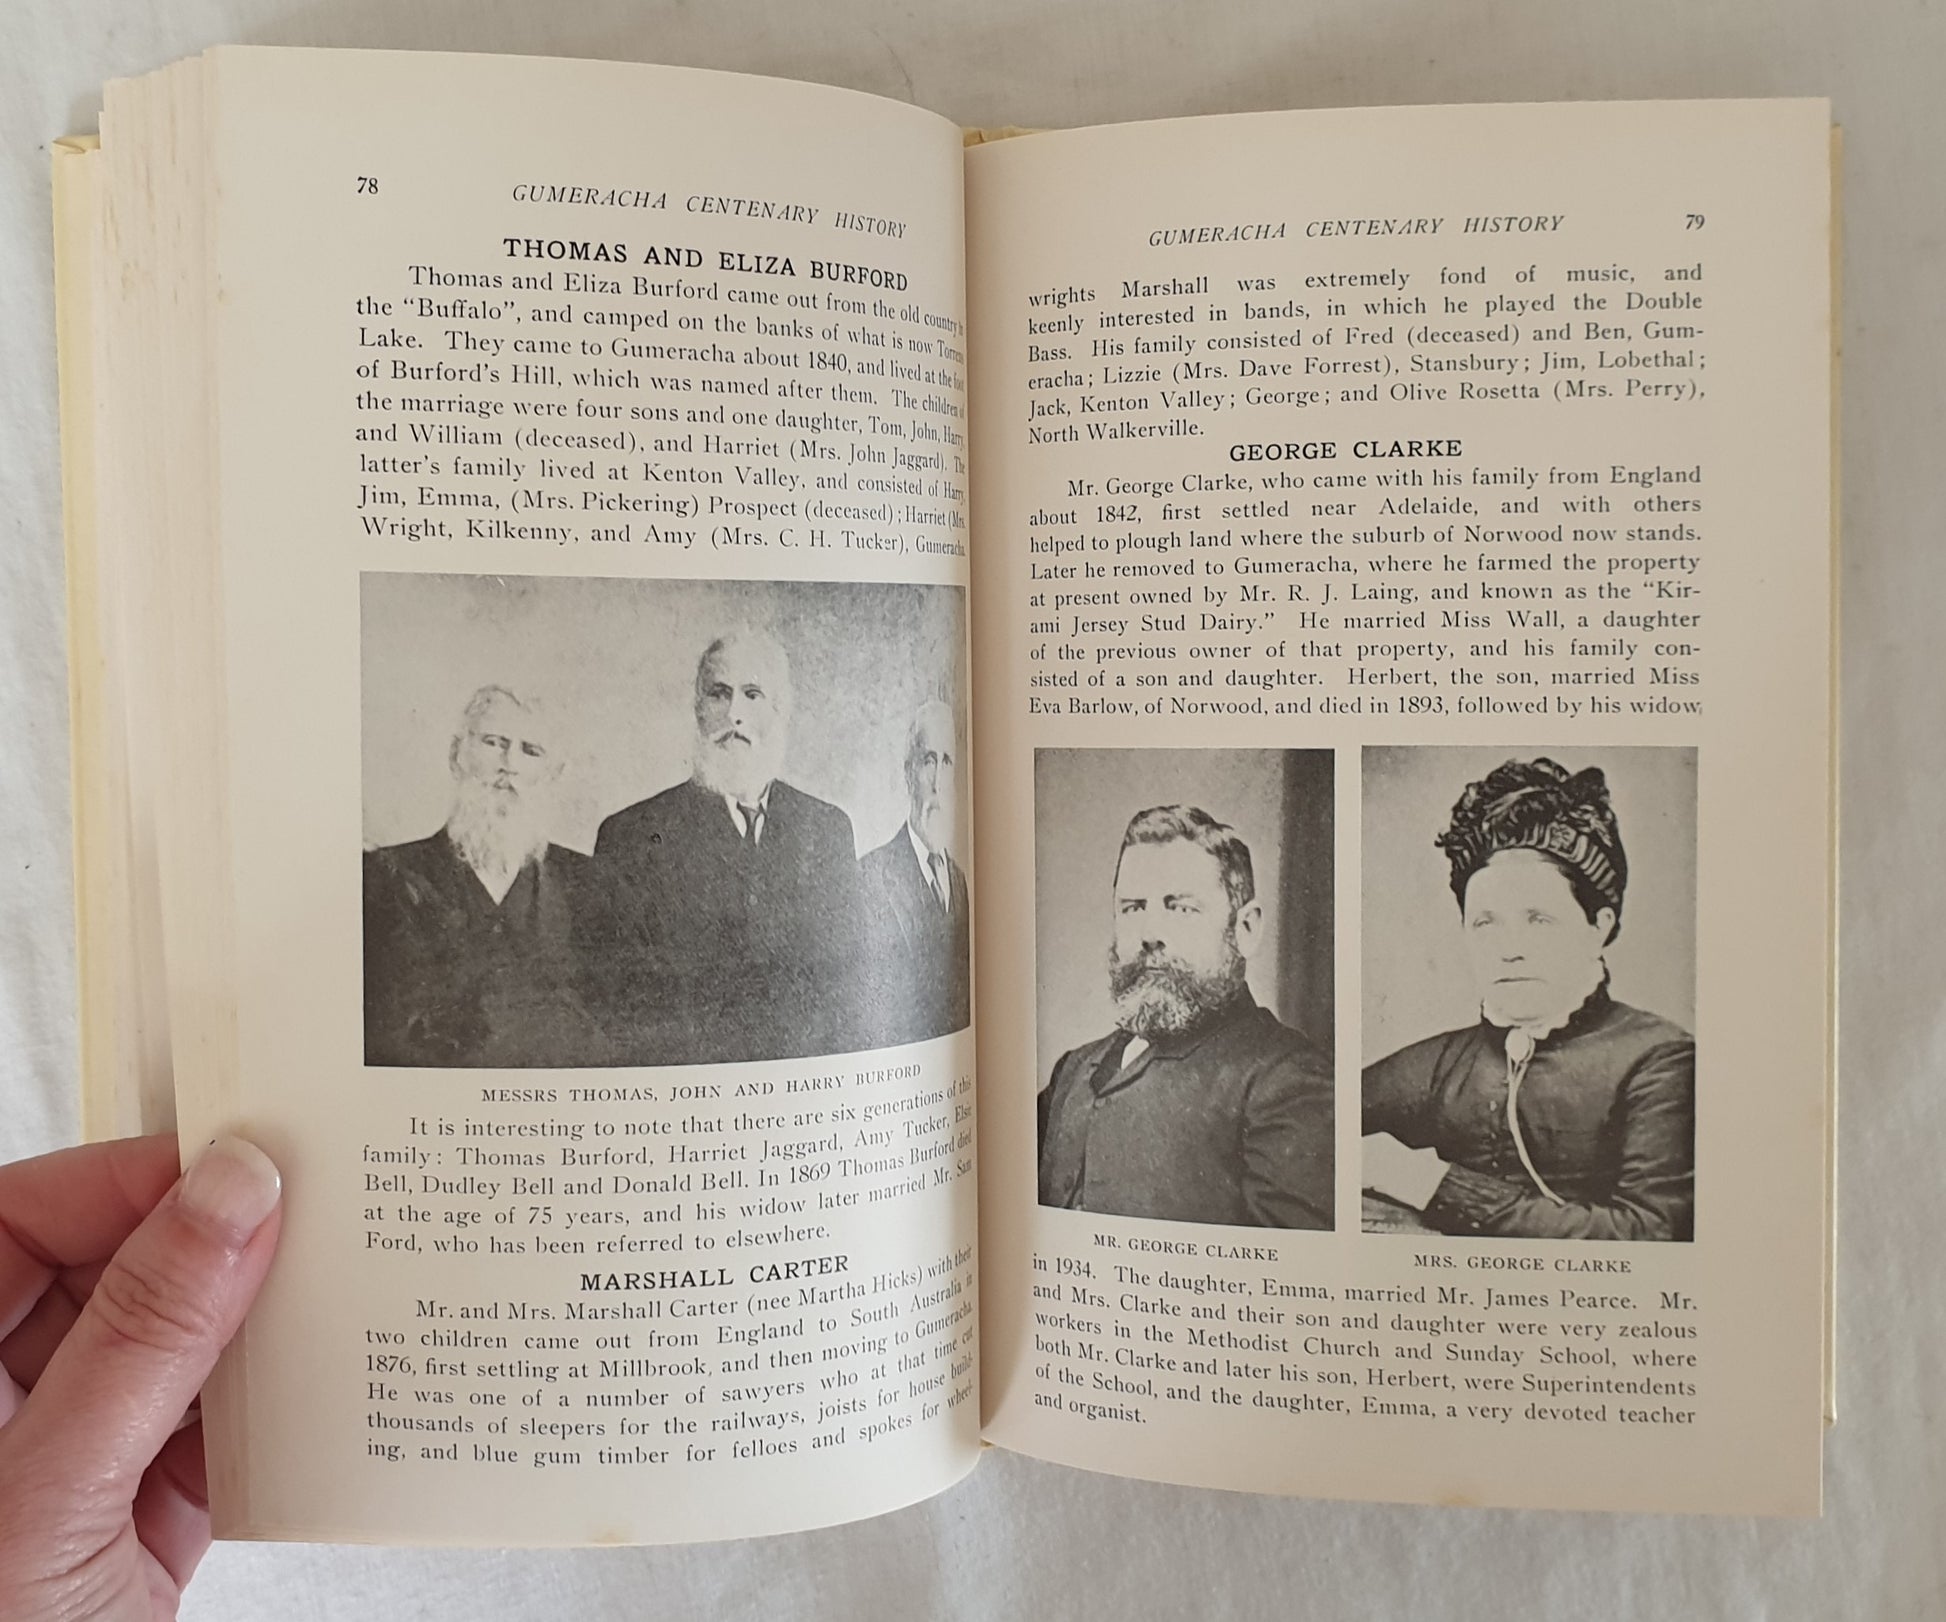 78
GUMERACHA CENTENARY HISTORY
THOMAS AND ELIZA BURFORD
Thomas and Eliza Burford came out from the old country in
the "Buffalo", and camped on the banks of what is now Torrens
Lake. They came to Gumeracha about 1840, and lived at the foot
of Burford's Hill, which was named after them. The children of
the marriage were four sons and one daughter, Tom, John, Harry,
and William (deceased), and Harriet (Mrs. John Jaggard). The
latter's family lived at Kenton Valley, and consisted of Harry,
Jim, Emma, (Mrs. Pickering) Prospect (deceased); Harriet (Mrs.
Wright, Kilkenny, and Amy (Mrs. C. H. Tucker), Gumeracha.
MESSRS THOMAS, JOHN AND HARRY BURFORD
It is interesting to note that there are six generations of this
family: Thomas Burford, Harriet Jaggard, Amy Tucker, Elsie
Bell, Dudley Bell and Donald Bell. In 1869 Thomas Burford died
at the age of 75 years, and his widow later married Mr. Sam
Ford, who has been referred to elsewhere.
MARSHALL CARTER
Mr. and Mrs. Marshall Carter (nee Martha Hicks) with their
two children came out from England to South Australia in
1876, first settling at Millbrook, and then moving to Gumeracha.
He was one of a number of sawyers who at that time cut
thousands of sleepers for the railways, joists for house build-
ing, and blue gum timber for felloes and spokes for wheel-
GUMERACHA CENTENARY HISTORY
79
wrights Marshall was extremely fond of music, and
keenly interested in bands, in which he played the Double
Bass. His family consisted of Fred (deceased) and Ben, Gum-
eracha; Lizzie (Mrs. Dave Forrest), Stansbury; Jim, Lobethal;
Jack, Kenton Valley; George; and Olive Rosetta (Mrs. Perry),
North Walkerville.
GEORGE CLARKE
Mr. George Clarke, who came with his family from England
about 1842, first settled near Adelaide, and with others
helped to plough land where the suburb of Norwood now stands.
Later he removed to Gumeracha, where he farmed the property
at present owned by Mr. R. J. Laing, and known as the "Kir-
ami Jersey Stud Dairy." He married Miss Wall, a daughter
of the previous owner of that property, and his family con-
sisted of a son and daughter. Herbert, the son, married Miss
Eva Barlow, of Norwood, and died in 1893, followed by his widow,
MR. GEORGE CLARKE
MRS. GEORGE CLARKE
in 1934. The daughter, Emma, married Mr. James Pearce. Mr.
and Mrs. Clarke and their son and daughter were very zealous
workers in the Methodist Church and Sunday School, where
both Mr. Clarke and later his son, Herbert, were Superintendents
of the School, and the daughter, Emma, a very devoted teacher
and organist.